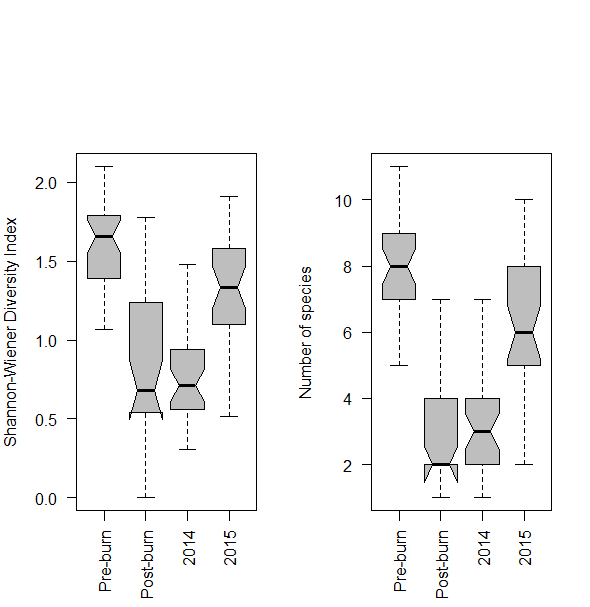 Shannon-Wiener Diversity Index
2.0
1.5
1.0
0.5
0.0
Pre-burn
Post-burn
2014
2015
Number of species
10
8
6
4
2
Pre-burn
Post-burn
2014
2015